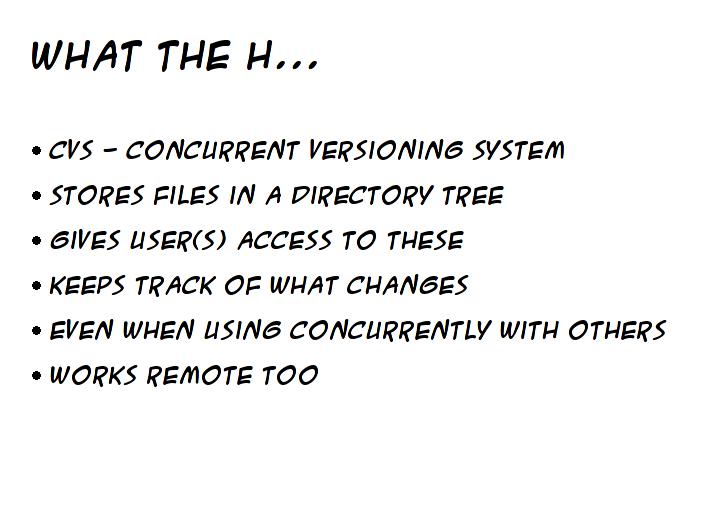 WHAT THE H...
• CVS – CONCURRENT VERSIONING SYSTEM
• STORES FILES IN A DIRECTORY TREE
• GIVES USER(S) ACCESS TO THESE
• KEEPS TRACK OF WHAT CHANGES
• EVEN WHEN USING CONCURRENTLY WITH OTHERS
• WORKS REMOTE TOO